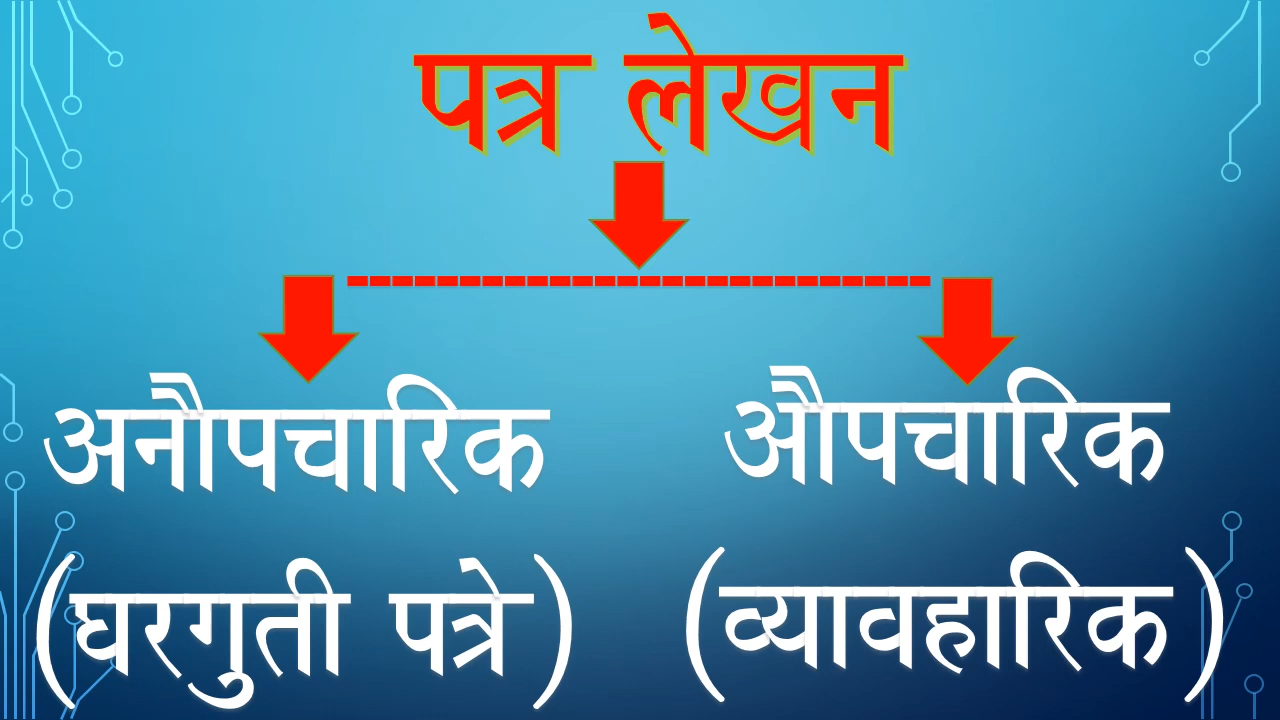 पत्र लेखन
अनौपचारिक औपचारिक
(घरगुती पत्रे) (व्यावहारिक)